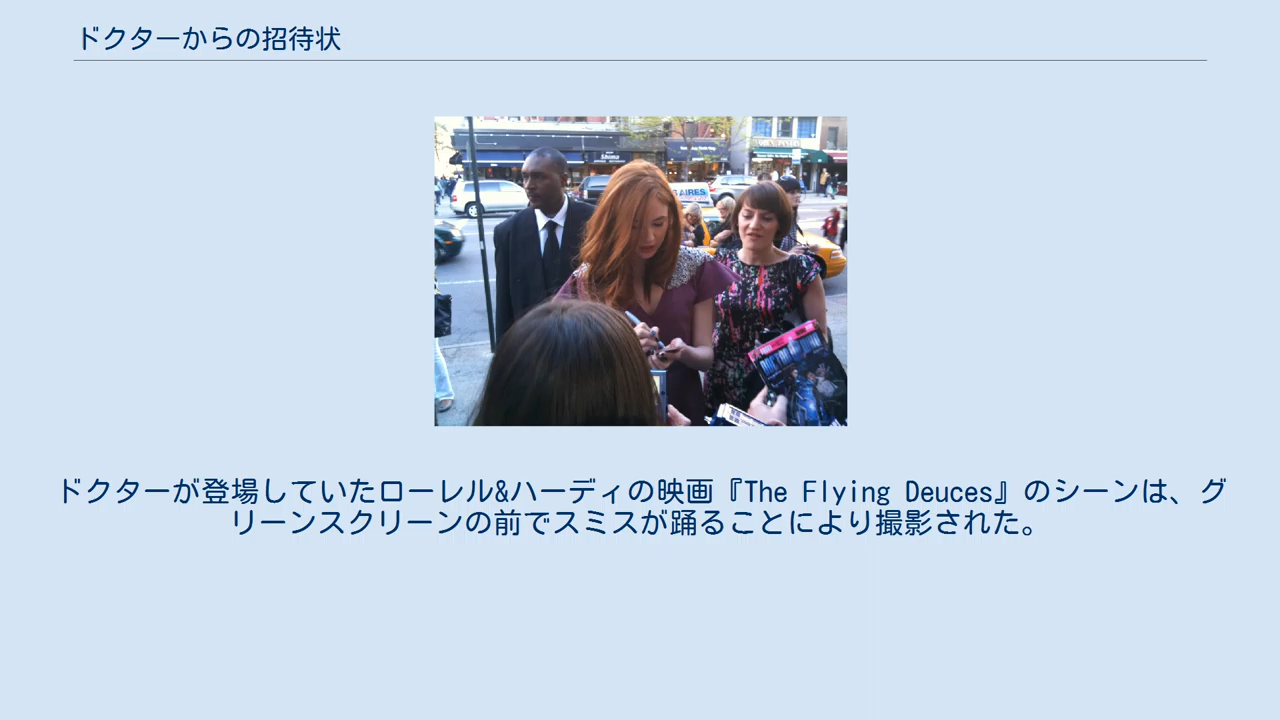 ドクターからの招待状
AIRES
ドクターが登場していたローレル&ハーディの映画『The Flying Deuces』のシーンは、グ
リーンスクリーンの前でスミスが踊ることにより撮影された。